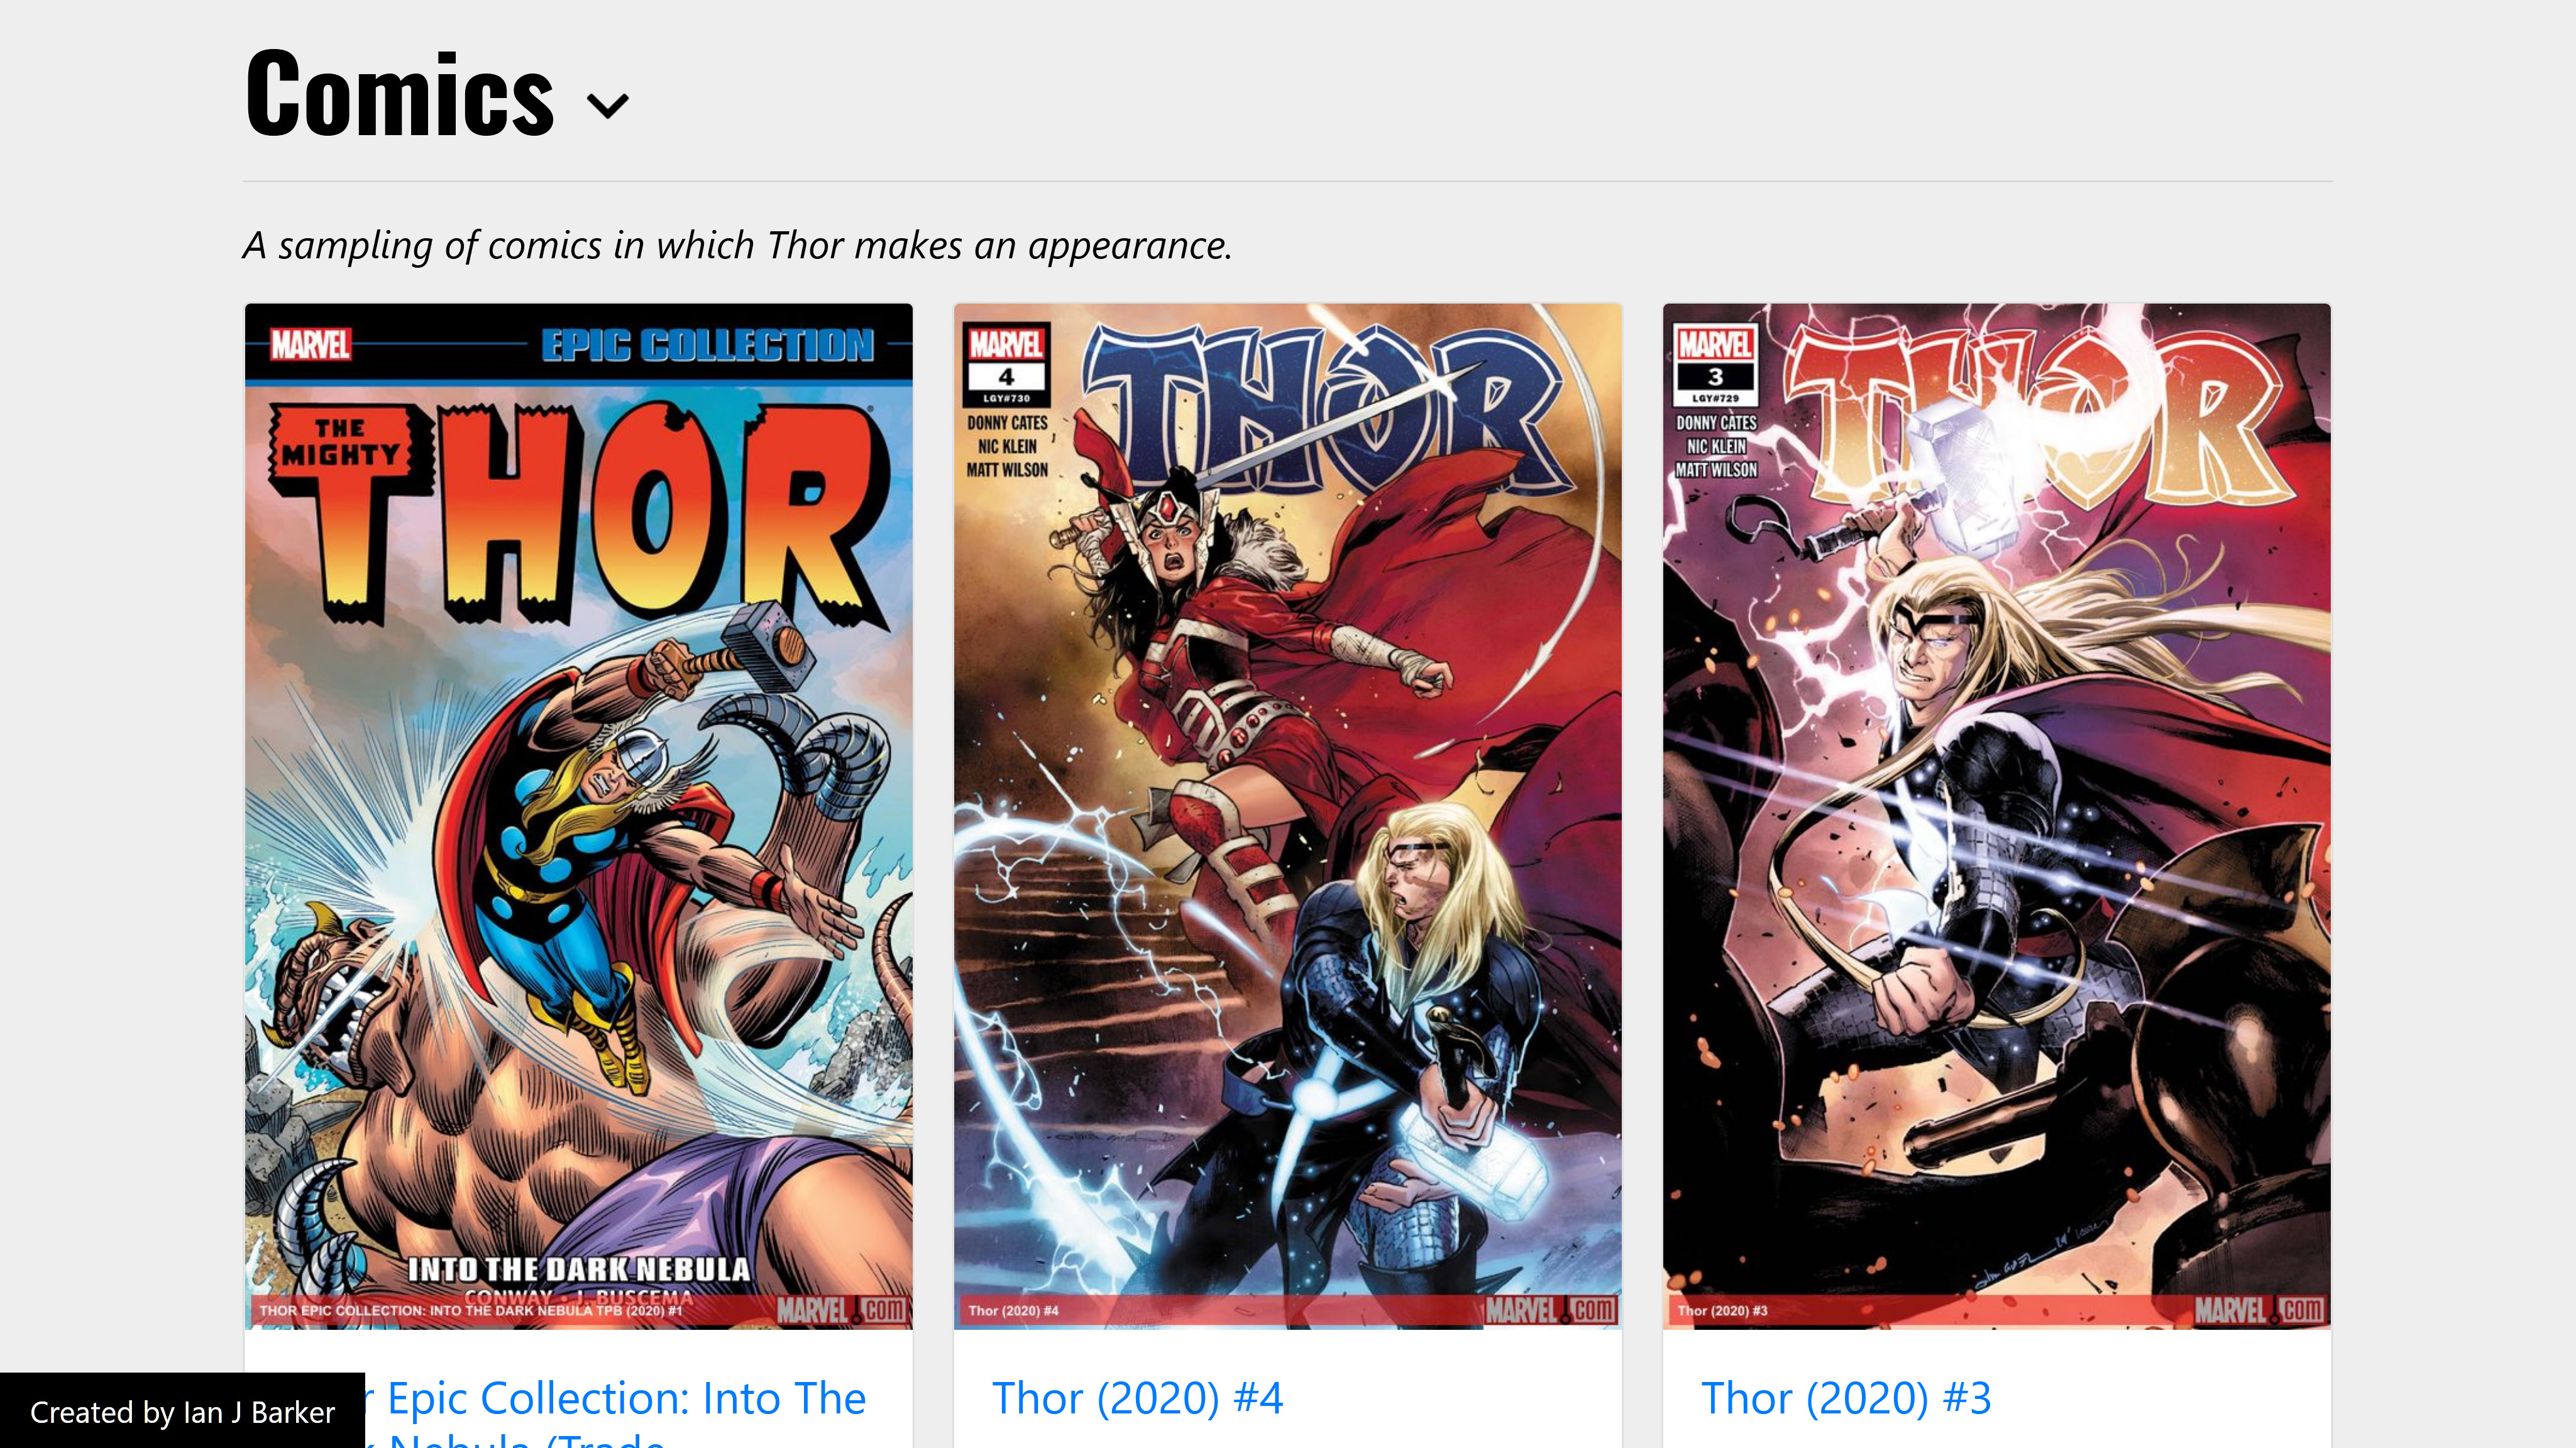 Comics
A sampling of comics in which Thor makes an appearance.
MARVEL
EPIC COLLECTION
THE
MIGHTY
THOR
INTO THE DARK NEBULA
CONWAY · J. BUSCEMA
THOR EPIC COLLECTION: INTO THE DARK NEBULA TPB (2020) #1
MARVEL.com
MARVEL
4
LGY#730
DONNY CATES
NIC KLEIN
MATT WILSON
THOR
Thor (2020) #4
MARVEL.com
MARVEL
3
LGY#729
DONNY CATES
NIC KLEIN
MATT WILSON
THOR
Thor (2020) #3
MARVEL.com
Epic Collection: Into The
Nebula (Trade
Thor (2020) #4
Thor (2020) #3
Created by Ian J Barker